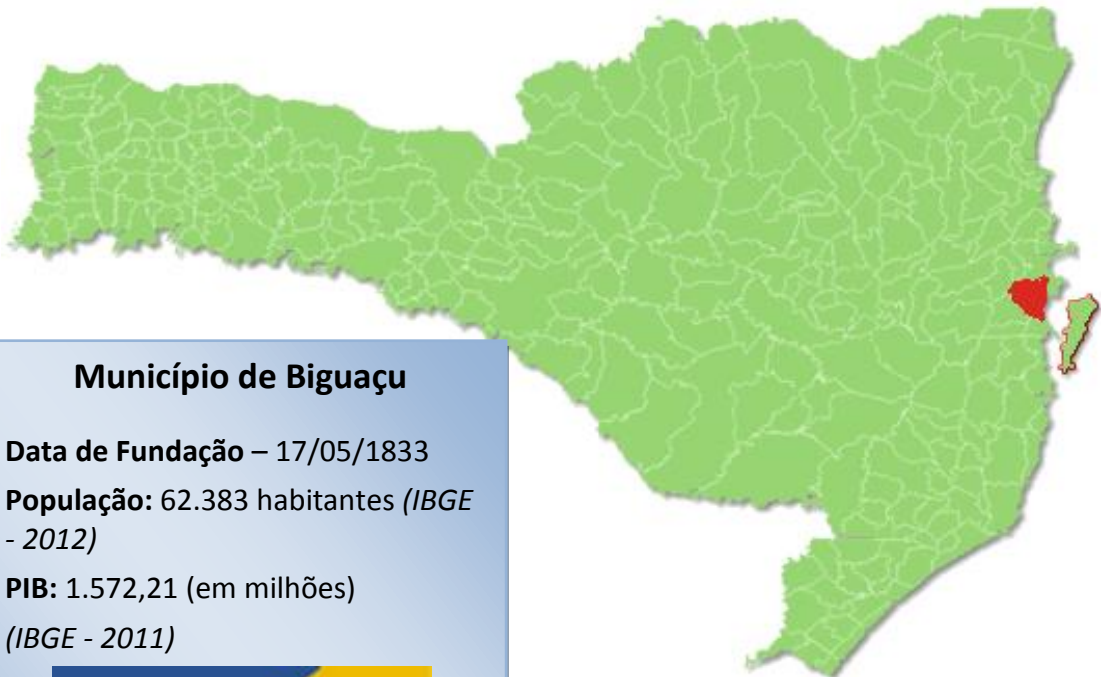 Município de Biguaçu
Data de Fundação – 17/05/1833
População: 62.383 habitantes (IBGE
- 2012)
PIB: 1.572,21 (em milhões)
(IBGE - 2011)